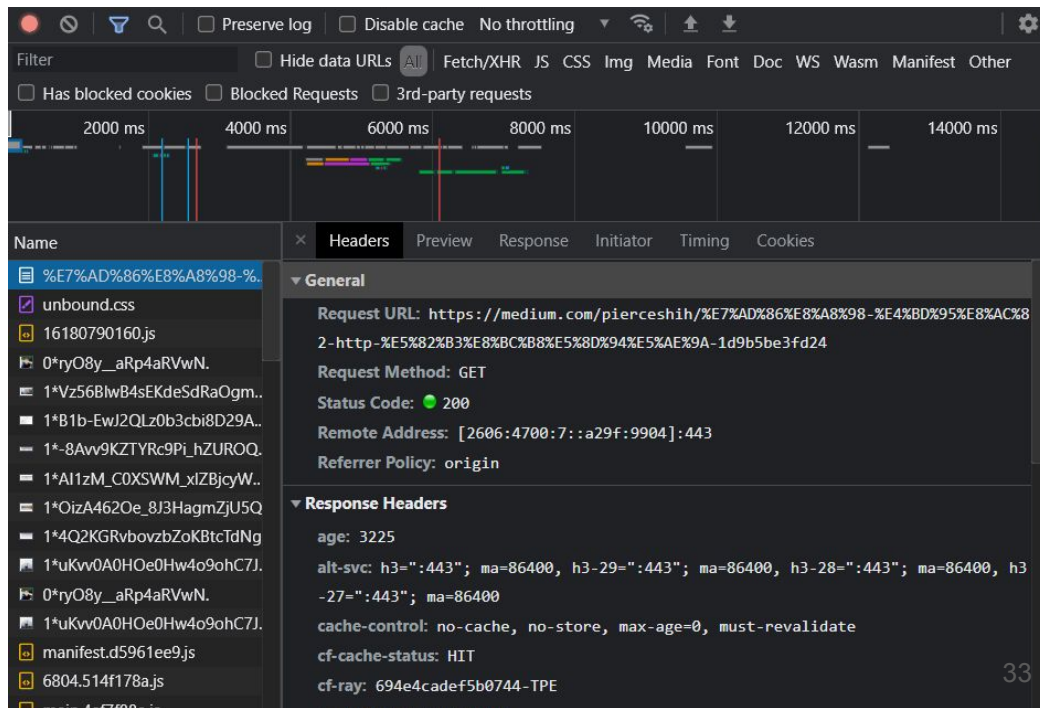 Preserve log Disable cache No throttling
Filter Hide data URLs All Fetch/XHR JS CSS Img Media Font Doc WS Wasm Manifest Other
Has blocked cookies Blocked Requests 3rd-party requests
2000 ms 4000 ms 6000 ms 8000 ms 10000 ms 12000 ms 14000 ms
Name
%E7%AD%86%E8%A8%98-%..
unbound.css
16180790160.js
0*ryO8y__aRp4aRVwN.
1*Vz56BlwB4sEKdeSdRaOgm..
1*B1b-EwJ2QLz0b3cbi8D29A..
1*-8Avv9KZTYRc9Pi_hZUROQ.
1*AI1zM_C0XSWM_xlZBjcyW..
1*OizA462Oe_8J3HagmZjU5Q
1*4Q2KGRvbovzbZoKBtcTdNg
1*uKvv0A0HOe0Hw4o9ohC7J.
0*ryO8y__aRp4aRVwN.
1*uKvv0A0HOe0Hw4o9ohC7J.
manifest.d5961ee9.js
6804.514f178a.js
Headers Preview Response Initiator Timing Cookies
General
Request URL: https://medium.com/pierceshih/%E7%AD%86%E8%A8%98-%E4%BD%95%E8%AC%8
2-http-%E5%82%B3%E8%BC%B8%E5%8D%94%E5%AE%9A-1d9b5be3fd24
Request Method: GET
Status Code: 200
Remote Address: [2606:4700:7::a29f:9904]:443
Referrer Policy: origin
Response Headers
age: 3225
alt-svc: h3=":443"; ma=86400, h3-29=":443"; ma=86400, h3-28=":443"; ma=86400, h3
-27=":443"; ma=86400
cache-control: no-cache, no-store, max-age=0, must-revalidate
cf-cache-status: HIT
cf-ray: 694e4cadef5b0744-TPE
33